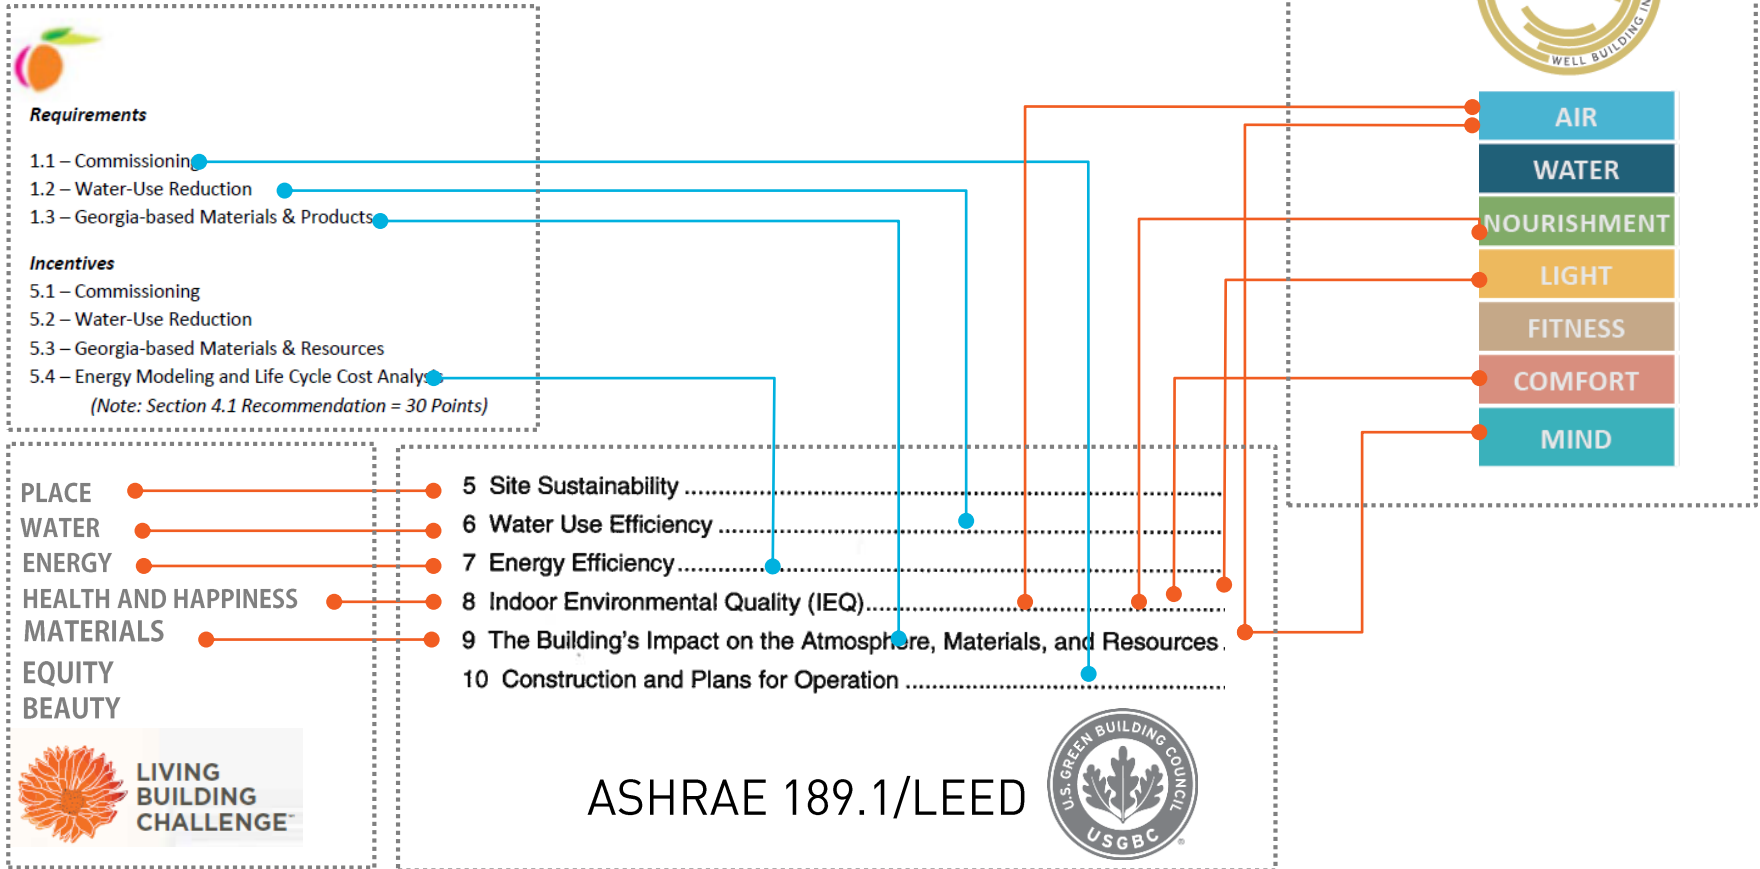 Requirements
1.1 – Commissioning
1.2 – Water-Use Reduction
1.3 – Georgia-based Materials & Products
Incentives
5.1 – Commissioning
5.2 – Water-Use Reduction
5.3 – Georgia-based Materials & Resources
5.4 – Energy Modeling and Life Cycle Cost Analysis
(Note: Section 4.1 Recommendation = 30 Points)
WELL BUILDING IN
AIR
WATER
NOURISHMENT
LIGHT
FITNESS
COMFORT
MIND
PLACE
WATER
ENERGY
HEALTH AND HAPPINESS
MATERIALS
EQUITY
BEAUTY
LIVING
BUILDING
CHALLENGE
5 Site Sustainability
6 Water Use Efficiency
7 Energy Efficiency
8 Indoor Environmental Quality (IEQ)
9 The Building's Impact on the Atmosphere, Materials, and Resources
10 Construction and Plans for Operation
ASHRAE 189.1/LEED
U.S. GREEN BUILDING COUNCIL
USGBC